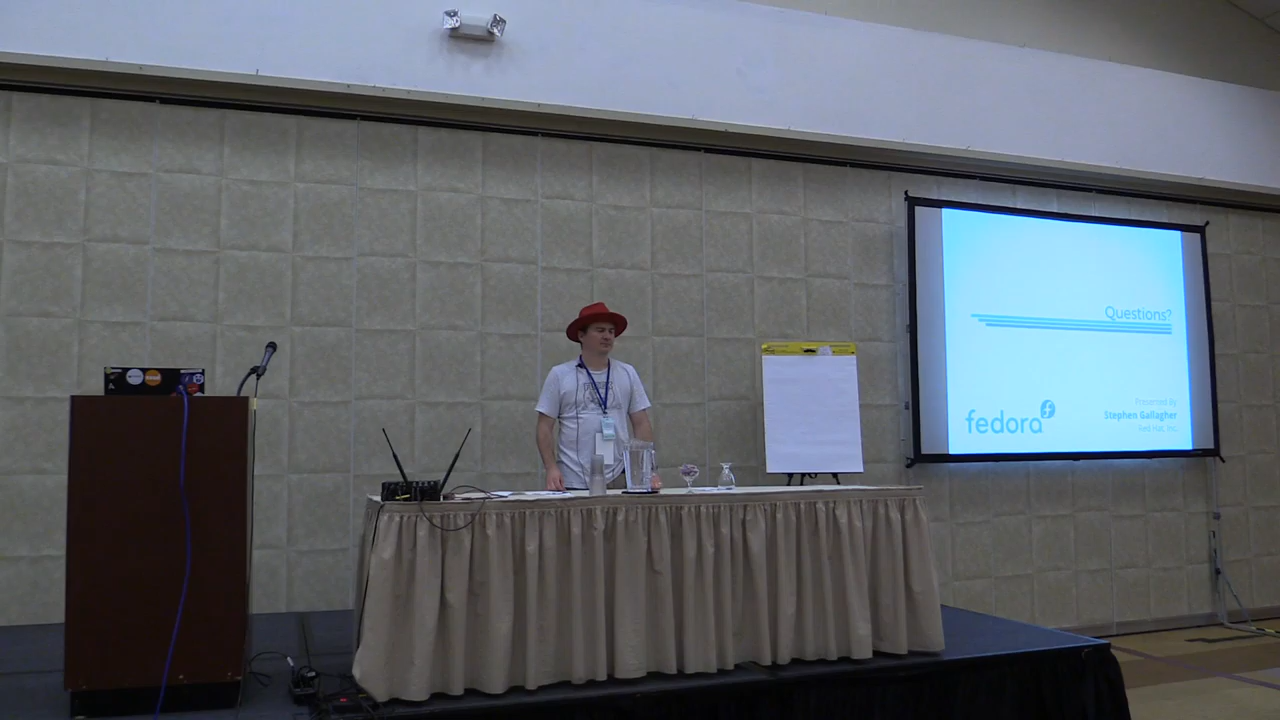 Questions?
Presented By
Stephen Gallagher
Red Hat, Inc.
fedora